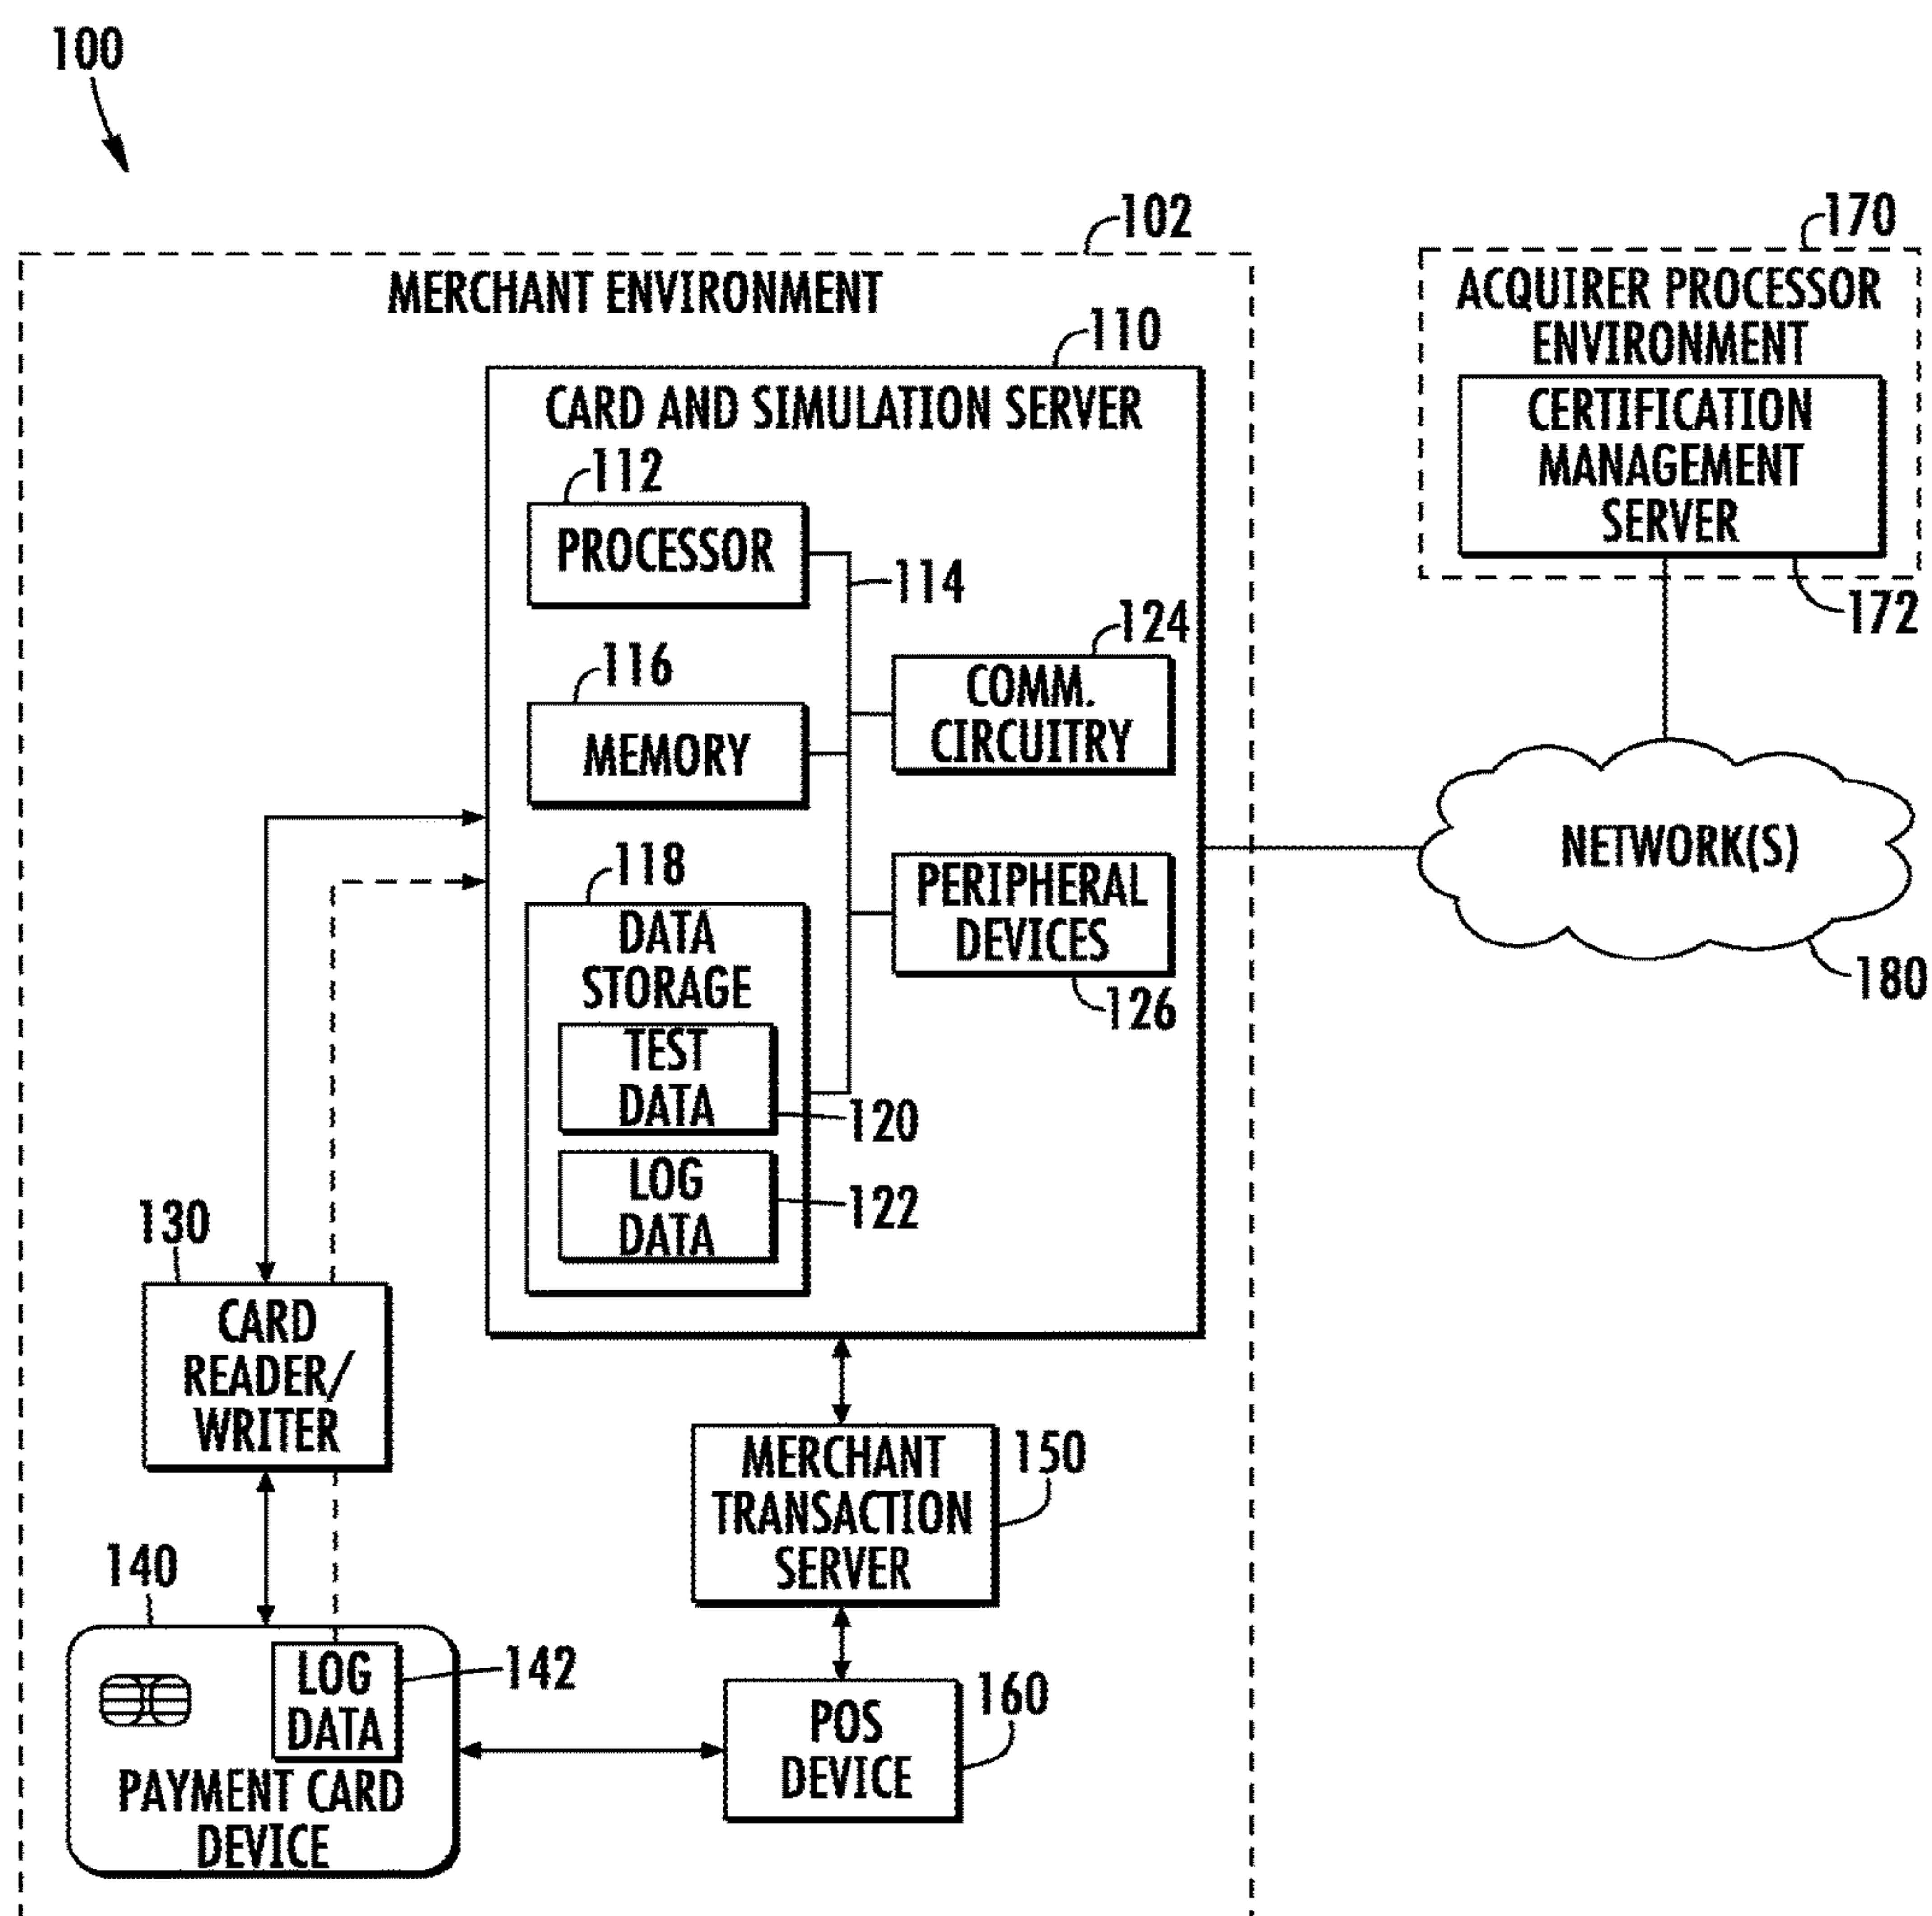 100
102
170
MERCHANT ENVIRONMENT
ACQUIRER PROCESSOR
ENVIRONMENT
110
CARD AND SIMULATION SERVER
CERTIFICATION
MANAGEMENT
SERVER
172
112
PROCESSOR
114
124
COMM.
CIRCUITRY
116
MEMORY
NETWORK(S)
180
118
DATA
STORAGE
PERIPHERAL
DEVICES
126
TEST
DATA
120
LOG
DATA
122
130
CARD
READER/
WRITER
MERCHANT
TRANSACTION
SERVER
150
140
LOG
DATA
142
PAYMENT CARD
DEVICE
POS
DEVICE
160